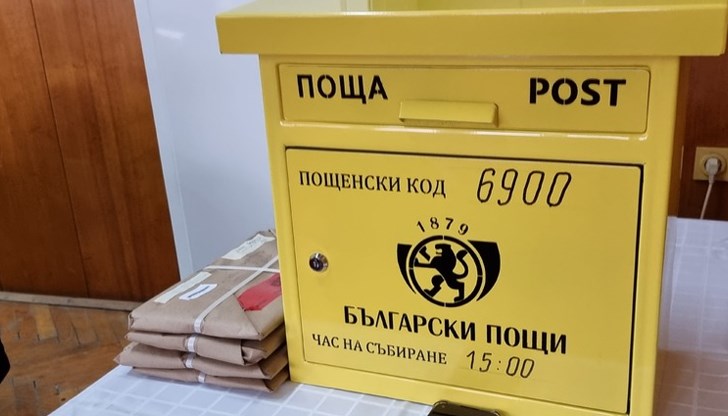 ПОЩА POST
ПОЩЕНСКИ КОД 6900
1879
БЪЛГАРСКИ ПОЩИ
ЧАС НА СЪБИРАНЕ 15:00